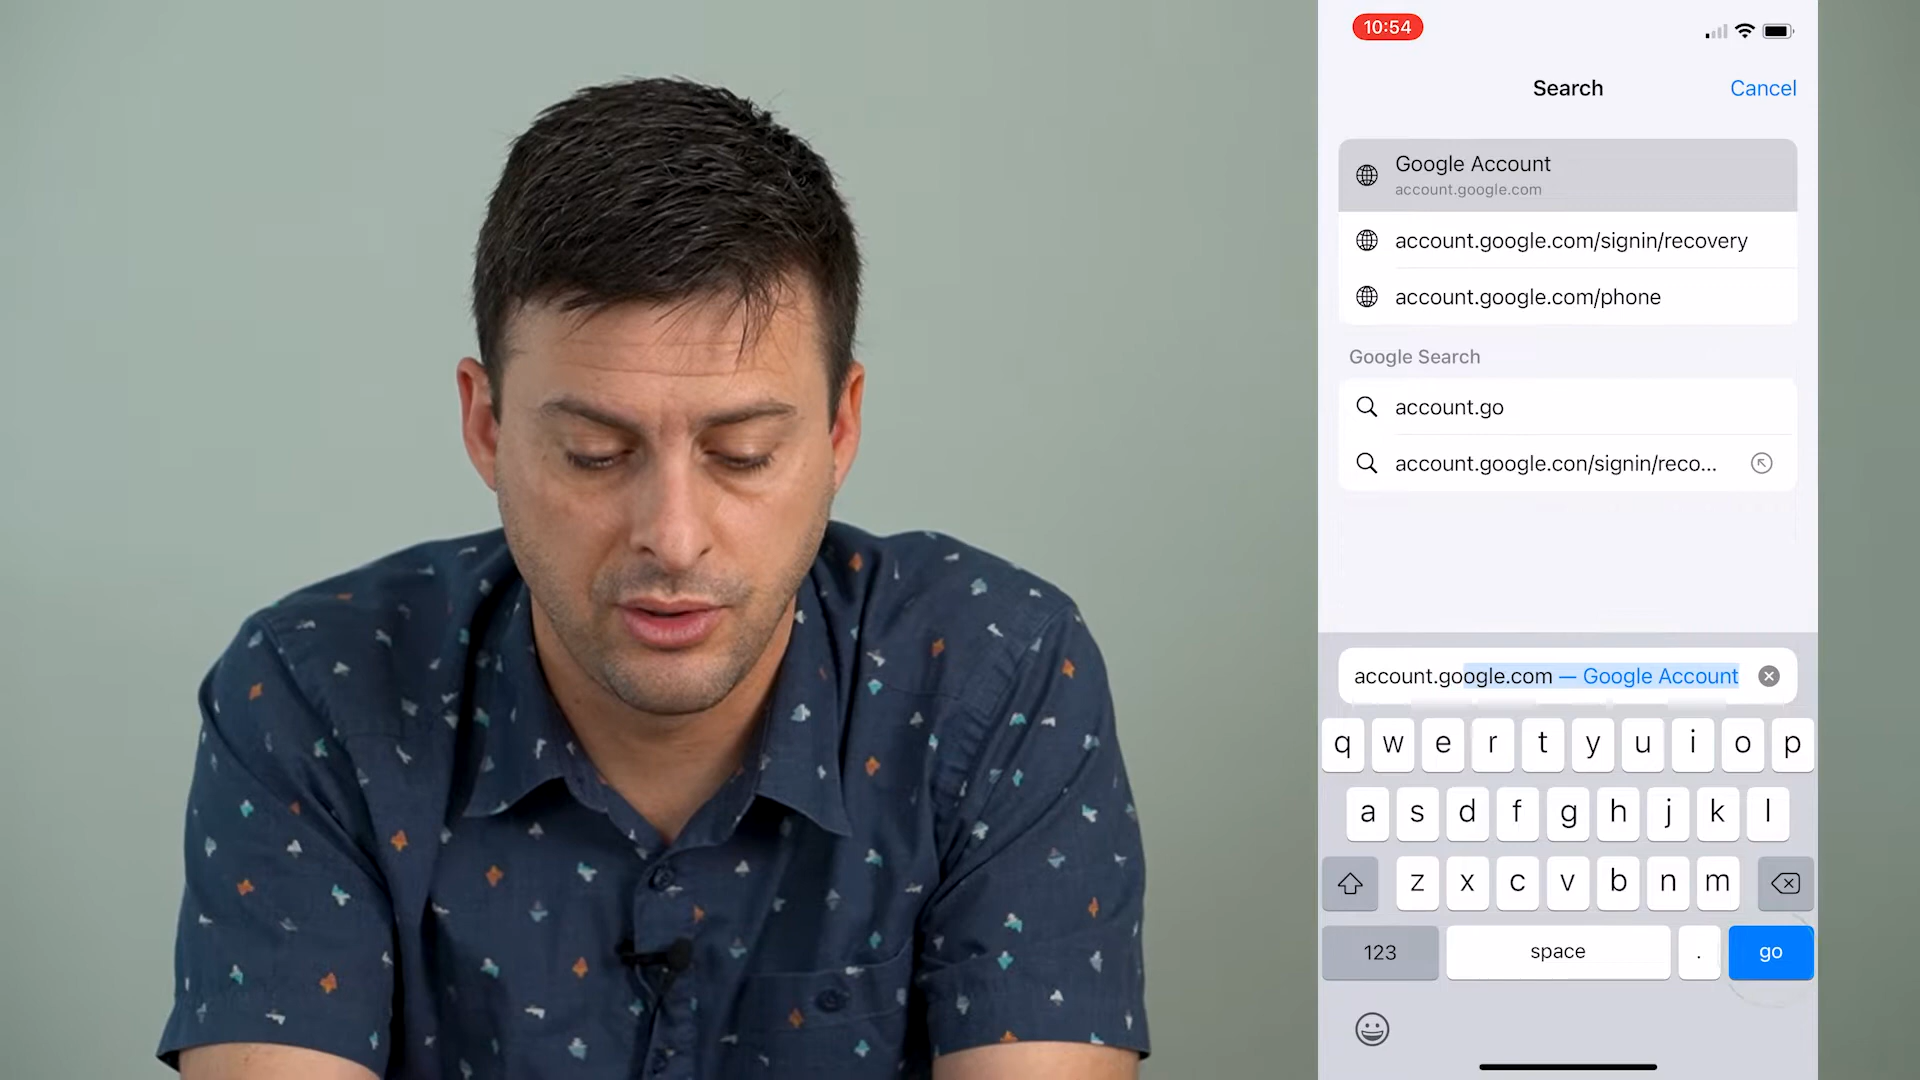 10:54
Search
Cancel
Google Account
account.google.com
account.google.com/signin/recovery
account.google.com/phone
Google Search
account.go
account.google.con/signin/reco...
account.google.com — Google Account
q w e r t y u i o p
a s d f g h j k l
z x c v b n m
123 space . go